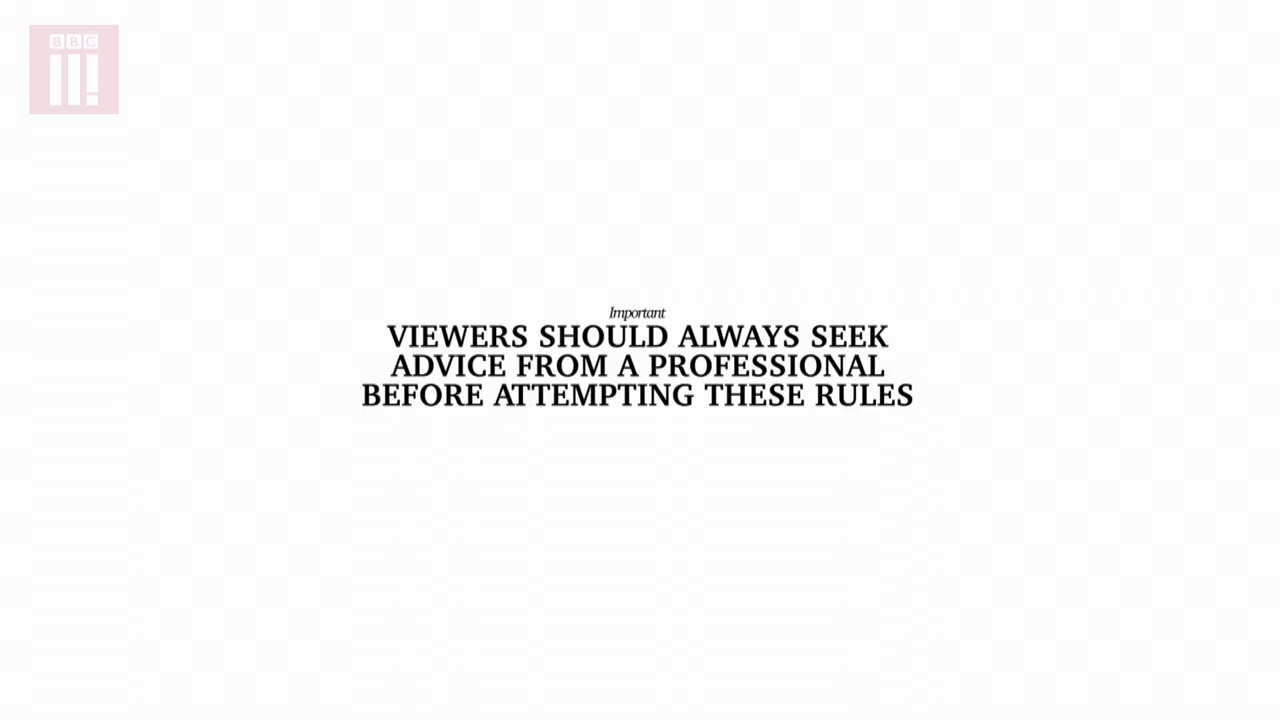 BBC
Important
VIEWERS SHOULD ALWAYS SEEK
ADVICE FROM A PROFESSIONAL
BEFORE ATTEMPTING THESE RULES